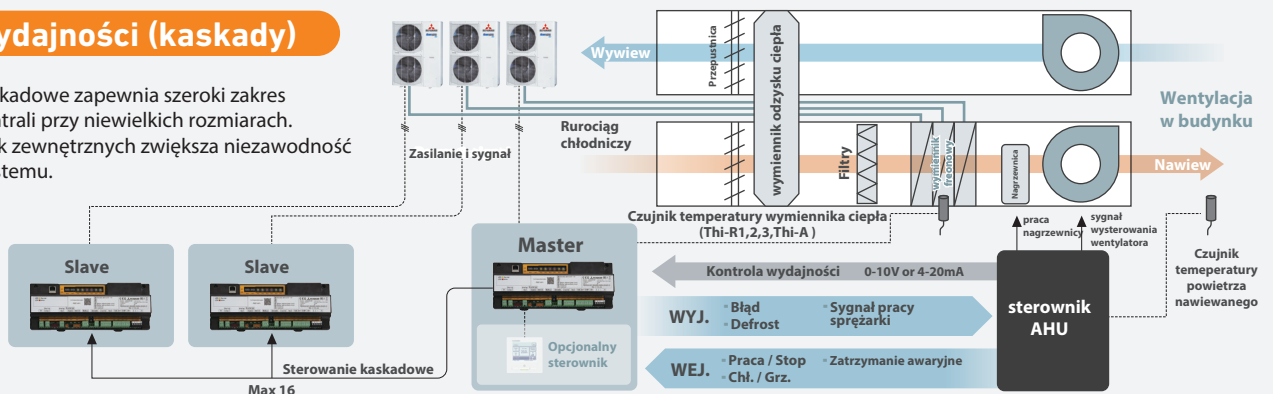 ydajności (kaskady)
kadowe zapewnia szeroki zakres
trali przy niewielkich rozmiarach.
k zewnętrznych zwiększa niezawodność
stemu.
Wywiew
Przepustnica
wymiennik odzysku ciepła
Wentylacja
w budynku
Rurociąg
chłodniczy
Zasilanie i sygnał
Filtry
wymiennik
freonowy
Nagrzewnica
Nawiew
Czujnik temperatury wymiennika ciepła
(Thi-R1,2,3,Thi-A )
praca
nagrzewnicy
sygnał
wysterowania
wentylatora
Czujnik
temeperatury
powietrza
nawiewanego
Slave
Slave
Master
Kontrola wydajności 0-10V or 4-20mA
WYJ.
Błąd
Defrost
Sygnał pracy
sprężarki
sterownik
AHU
Opcjonalny
sterownik
WEJ.
Praca / Stop
Chł. / Grz.
Zatrzymanie awaryjne
Sterowanie kaskadowe
Max 16